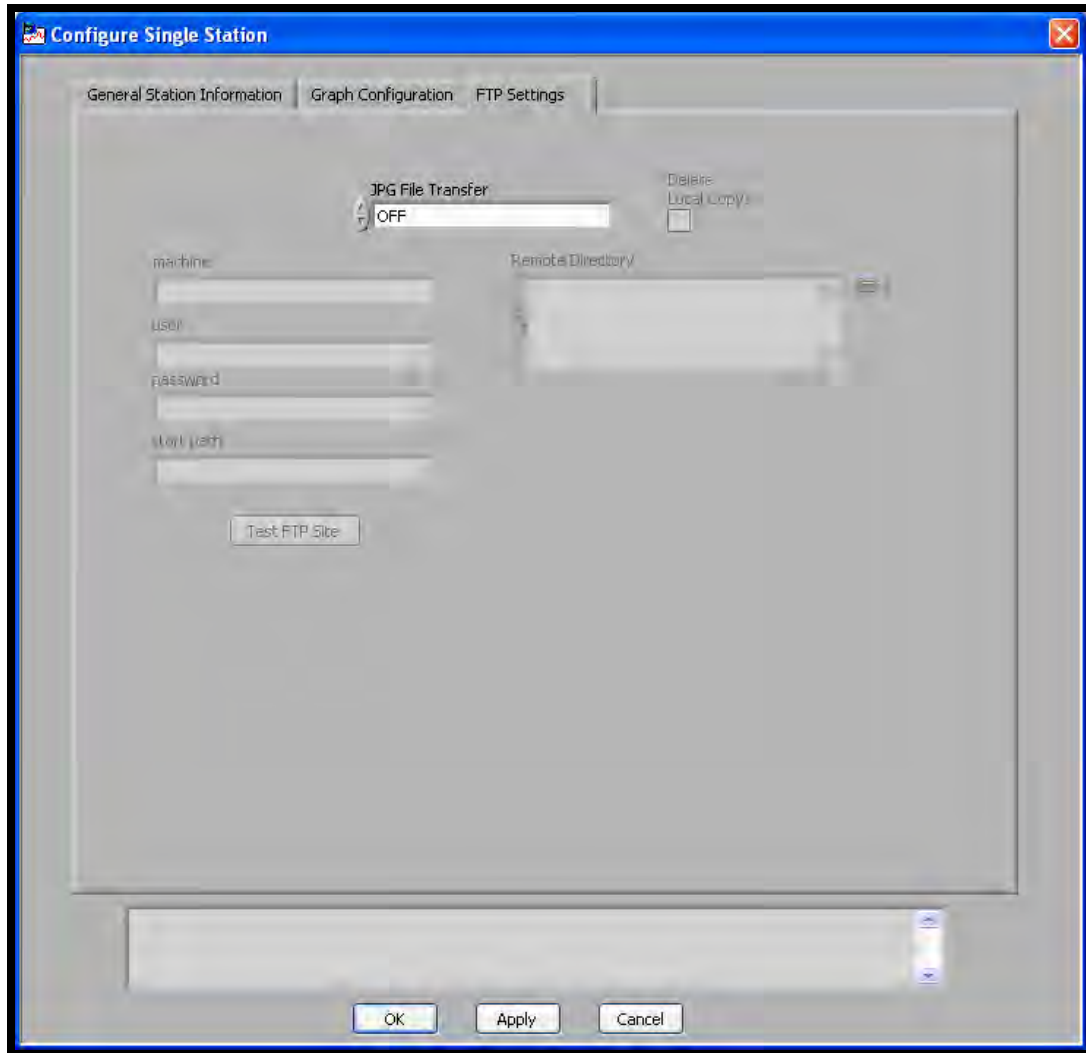 Configure Single Station
General Station Information
Graph Configuration
FTP Settings
JPG File Transfer
OFF
Delete
Local Copy's
machine
Remote Directory
user
password
start path
Test FTP Site
OK
Apply
Cancel